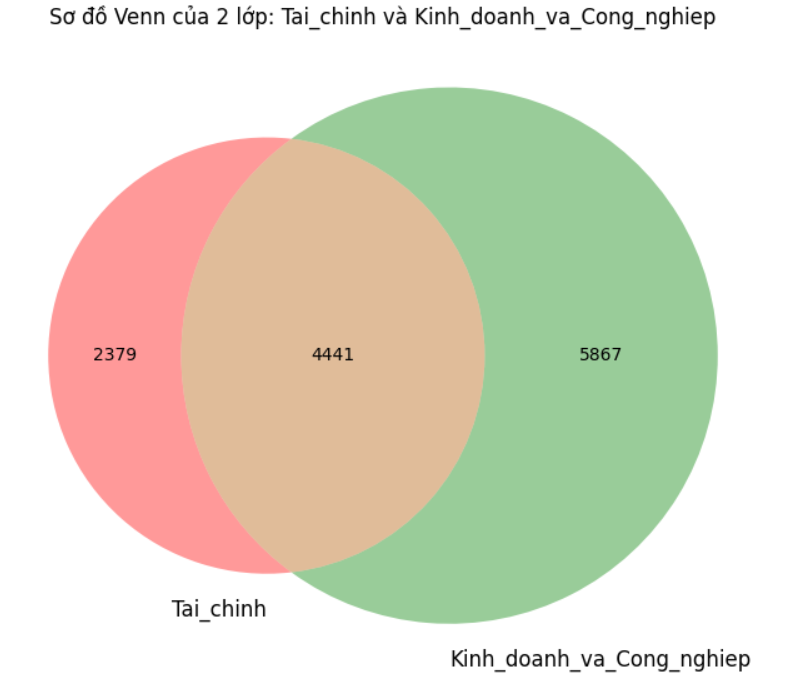 Sơ đồ Venn của 2 lớp: Tai_chinh và Kinh_doanh_va_Cong_nghiep
2379 4441 5867
Tai_chinh
Kinh_doanh_va_Cong_nghiep